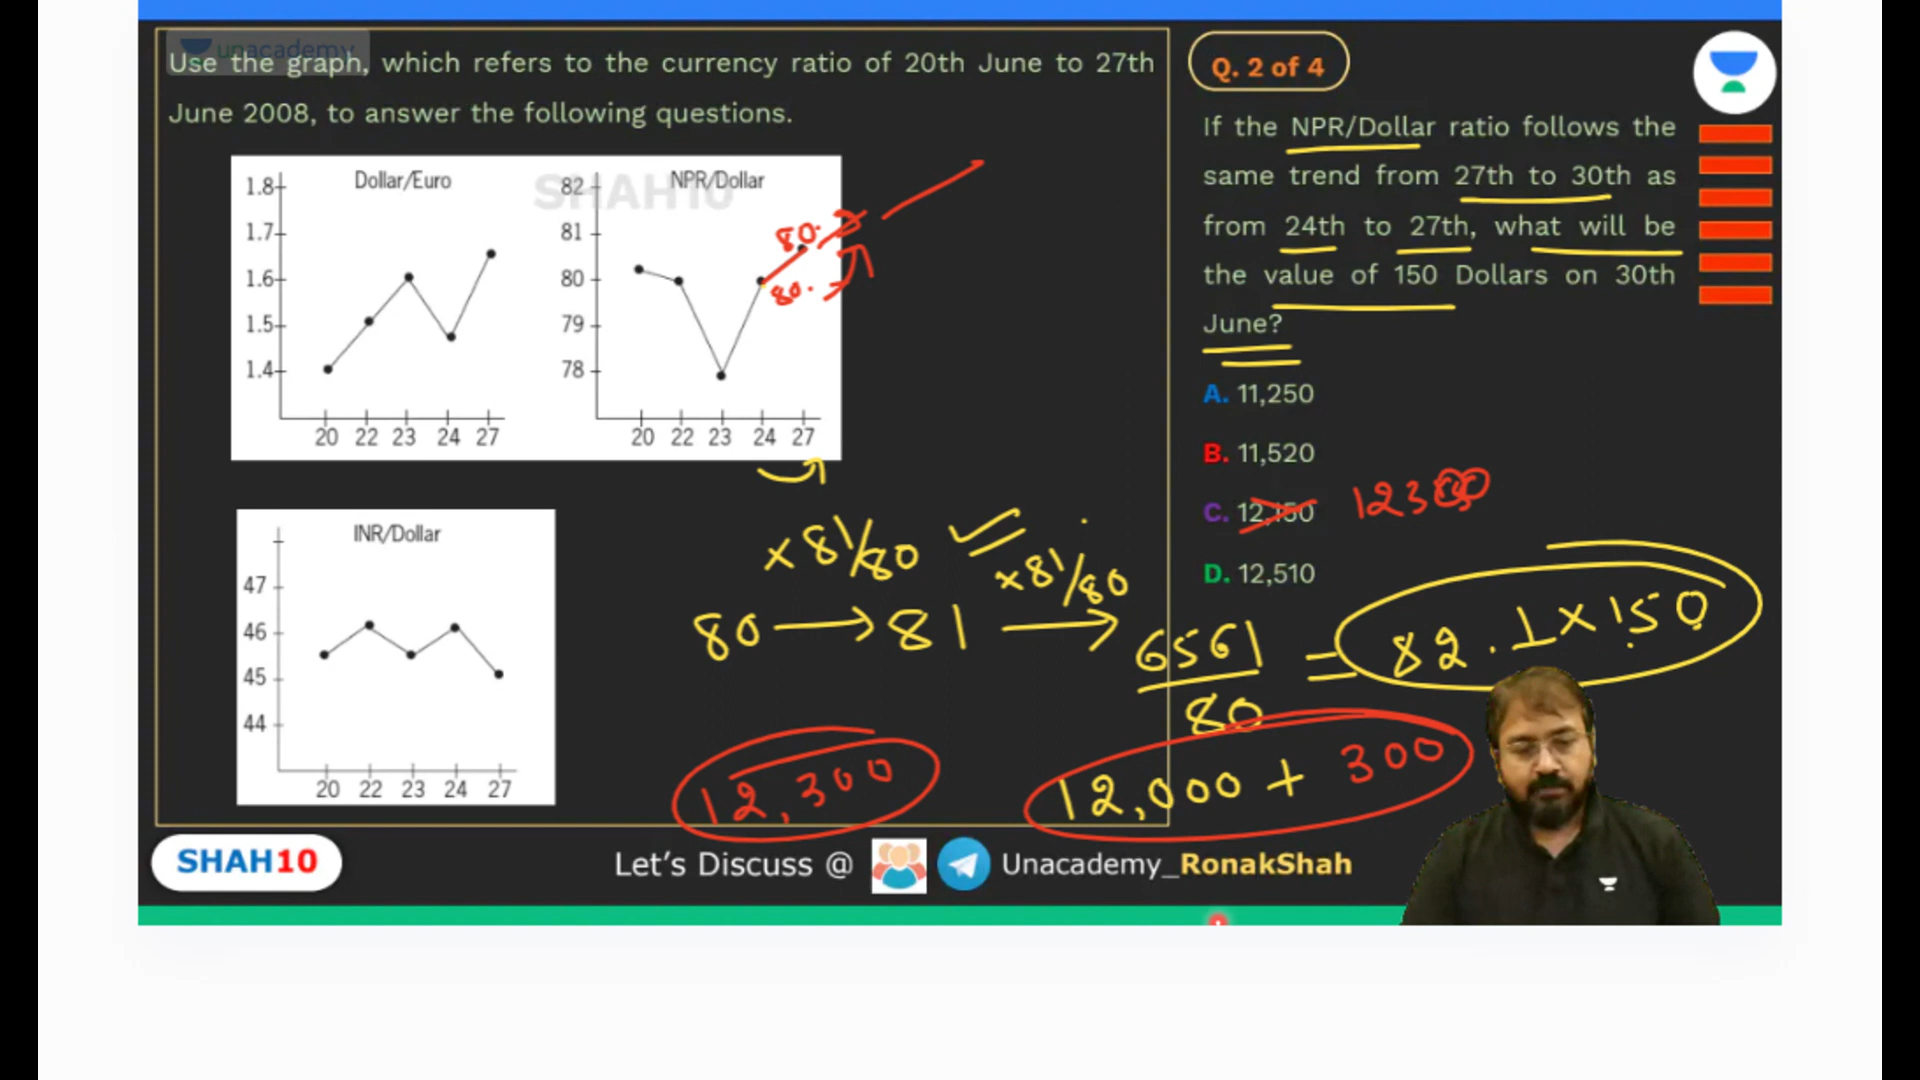 unacademy
Use the graph, which refers to the currency ratio of 20th June to 27th
June 2008, to answer the following questions.
SHAH10
Dollar/Euro
1.8
1.7
1.6
1.5
1.4
20 22 23 24 27
NPR/Dollar
82
81
80
79
78
20 22 23 24 27
80.
80.
INR/Dollar
47
46
45
44
20 22 23 24 27
×81/80
×81/80
80 → 81 →
6561
80
= 82.1×150
12,000 + 300
12,300
Q. 2 of 4
If the NPR/Dollar ratio follows the
same trend from 27th to 30th as
from 24th to 27th, what will be
the value of 150 Dollars on 30th
June?
A. 11,250
B. 11,520
C. 12,150
12300
D. 12,510
SHAH10
Let's Discuss @
Unacademy_RonakShah